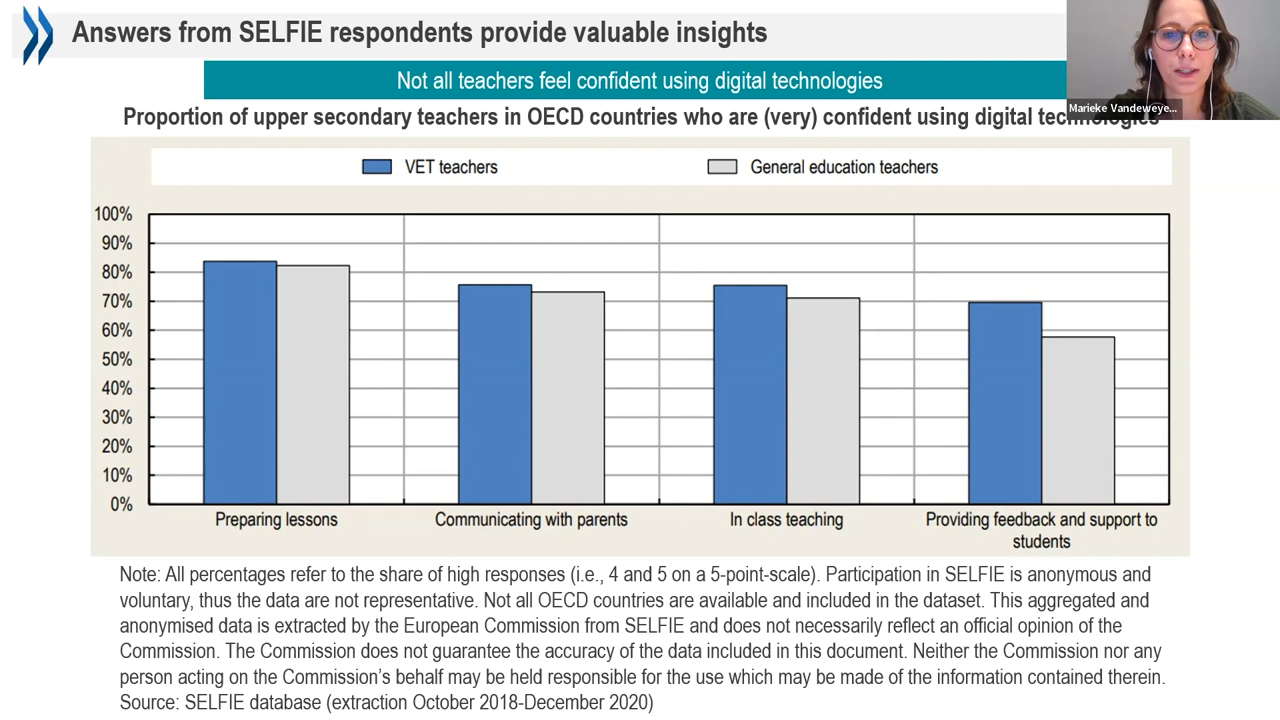 Answers from SELFIE respondents provide valuable insights
Not all teachers feel confident using digital technologies
Marieke Vandeweye...
Proportion of upper secondary teachers in OECD countries who are (very) confident using digital technologies
VET teachers
General education teachers
100%
90%
80%
70%
60%
50%
40%
30%
20%
10%
0%
Preparing lessons
Communicating with parents
In class teaching
Providing feedback and support to
students
Note: All percentages refer to the share of high responses (i.e., 4 and 5 on a 5-point-scale). Participation in SELFIE is anonymous and
voluntary, thus the data are not representative. Not all OECD countries are available and included in the dataset. This aggregated and
anonymised data is extracted by the European Commission from SELFIE and does not necessarily reflect an official opinion of the
Commission. The Commission does not guarantee the accuracy of the data included in this document. Neither the Commission nor any
person acting on the Commission's behalf may be held responsible for the use which may be made of the information contained therein.
Source: SELFIE database (extraction October 2018-December 2020)